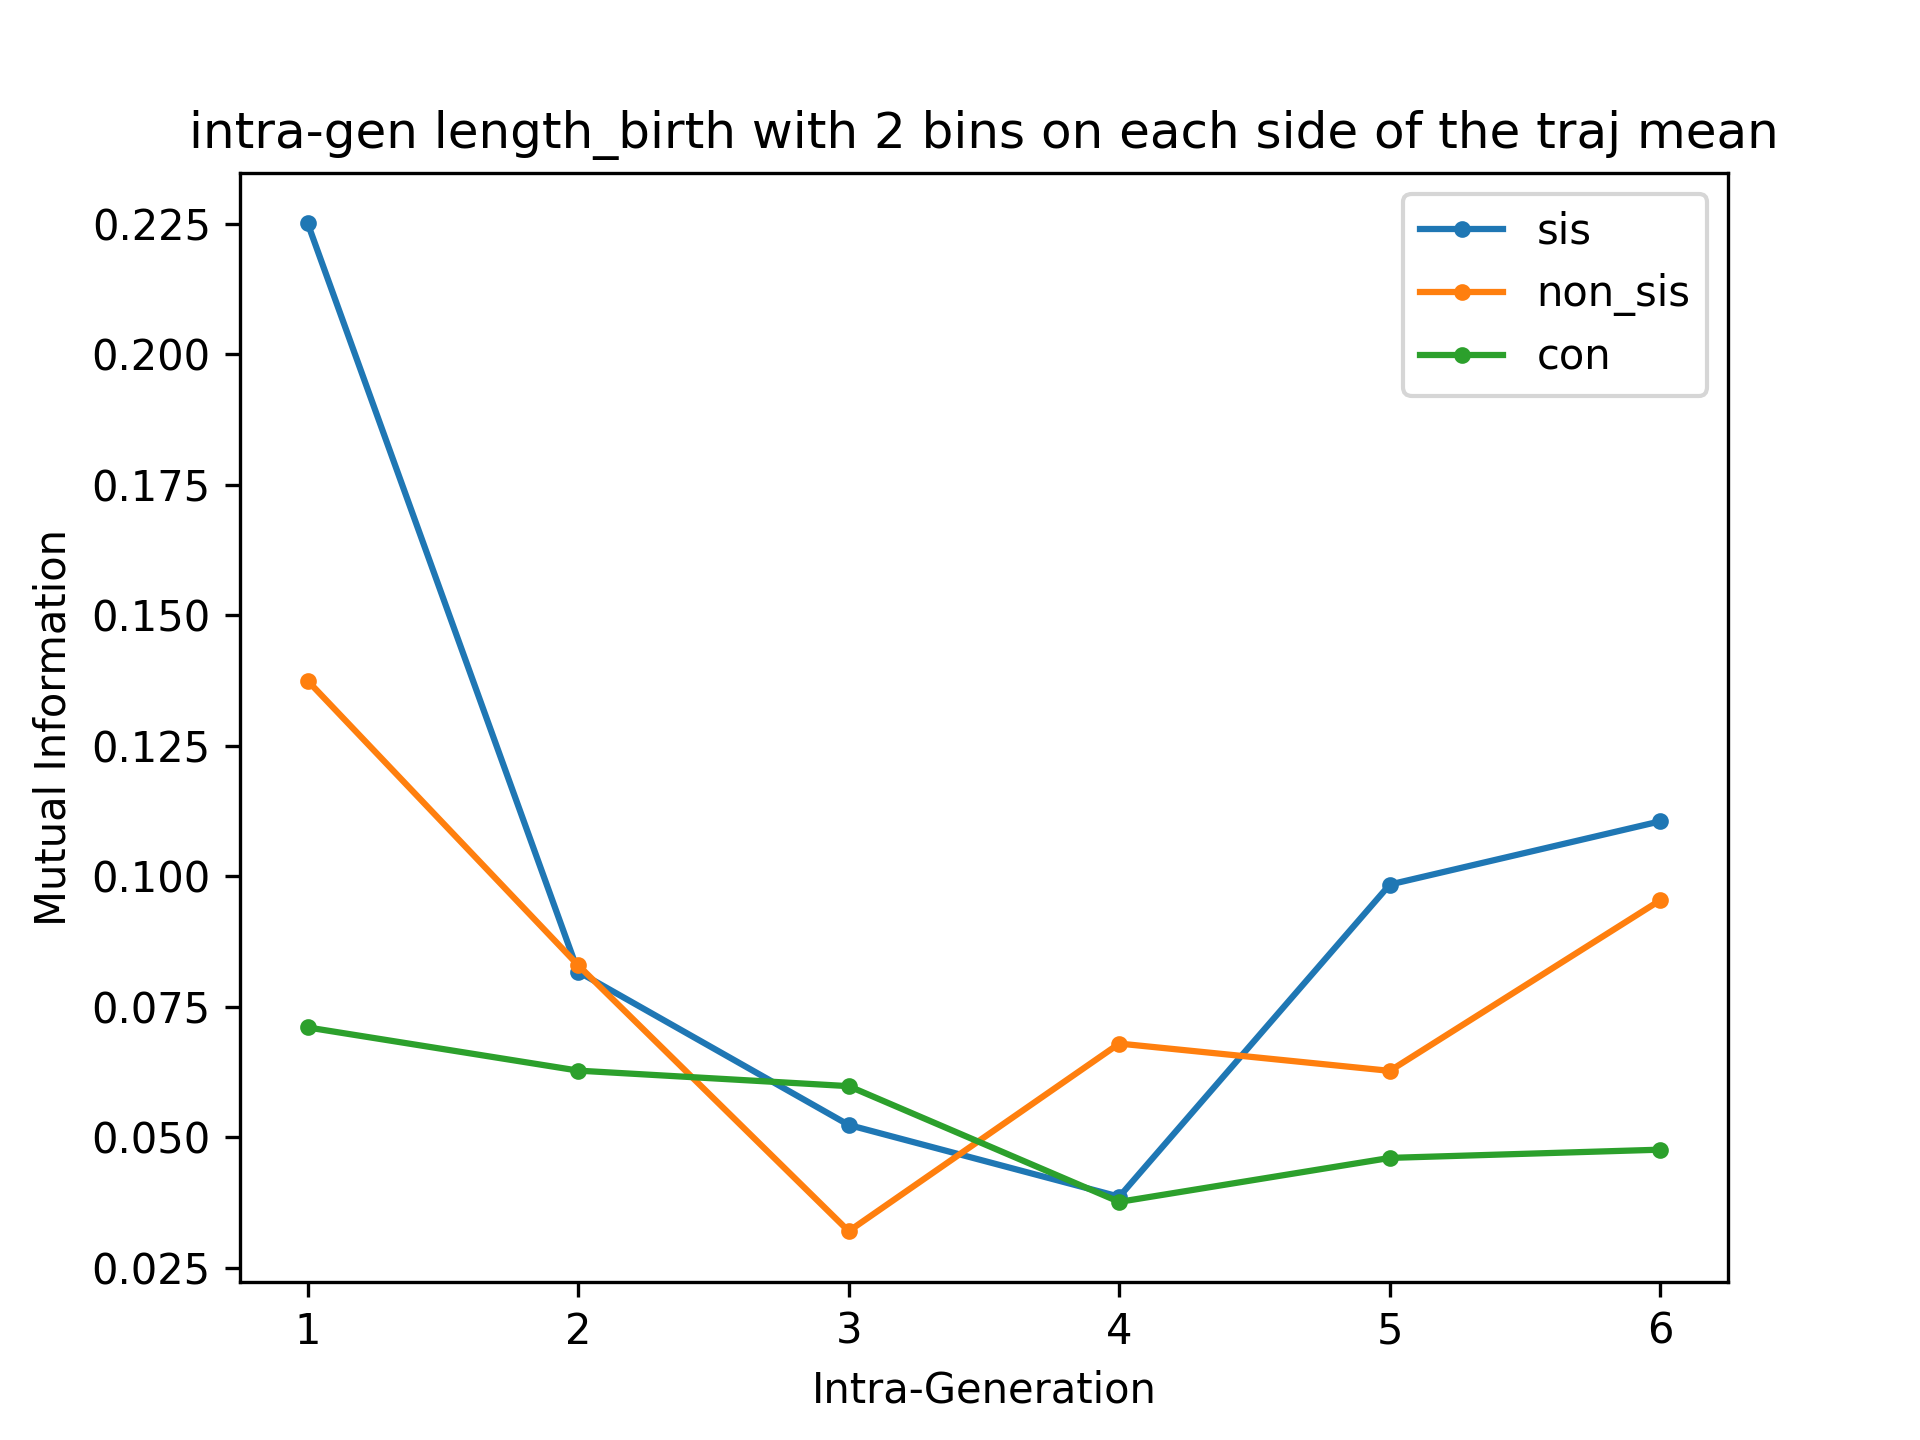 intra-gen length_birth with 2 bins on each side of the traj mean
0.225
0.200
0.175
0.150
0.125
0.100
0.075
0.050
0.025
Mutual Information
sis
non_sis
con
1 2 3 4 5 6
Intra-Generation